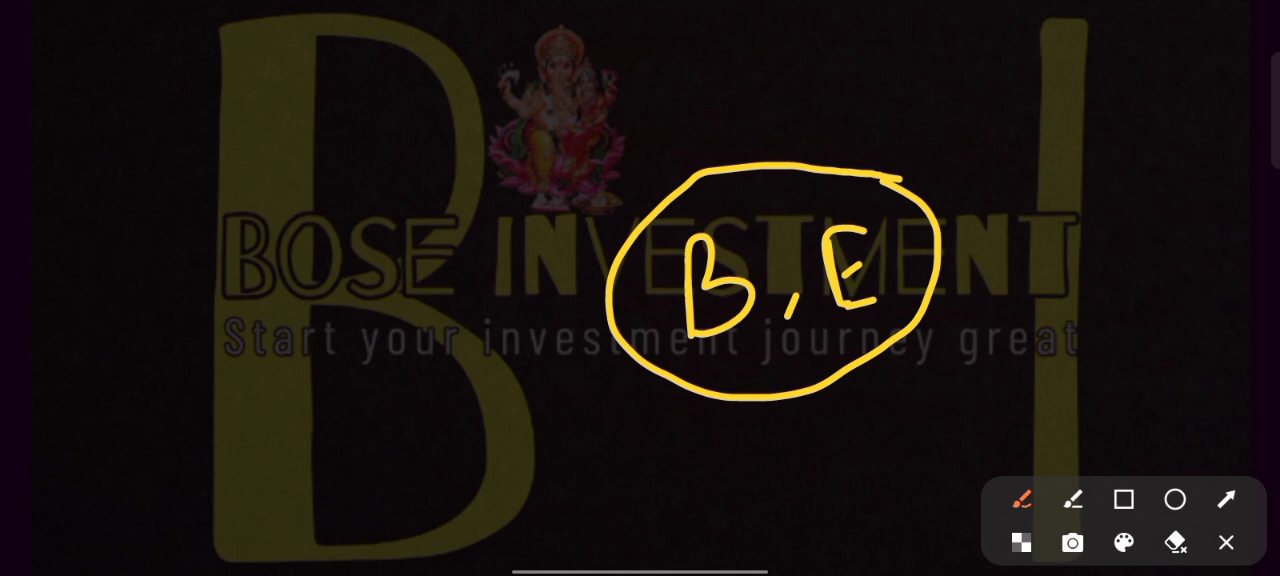 B I
BOSE INVESTMENT
B, E
Start your investment journey great